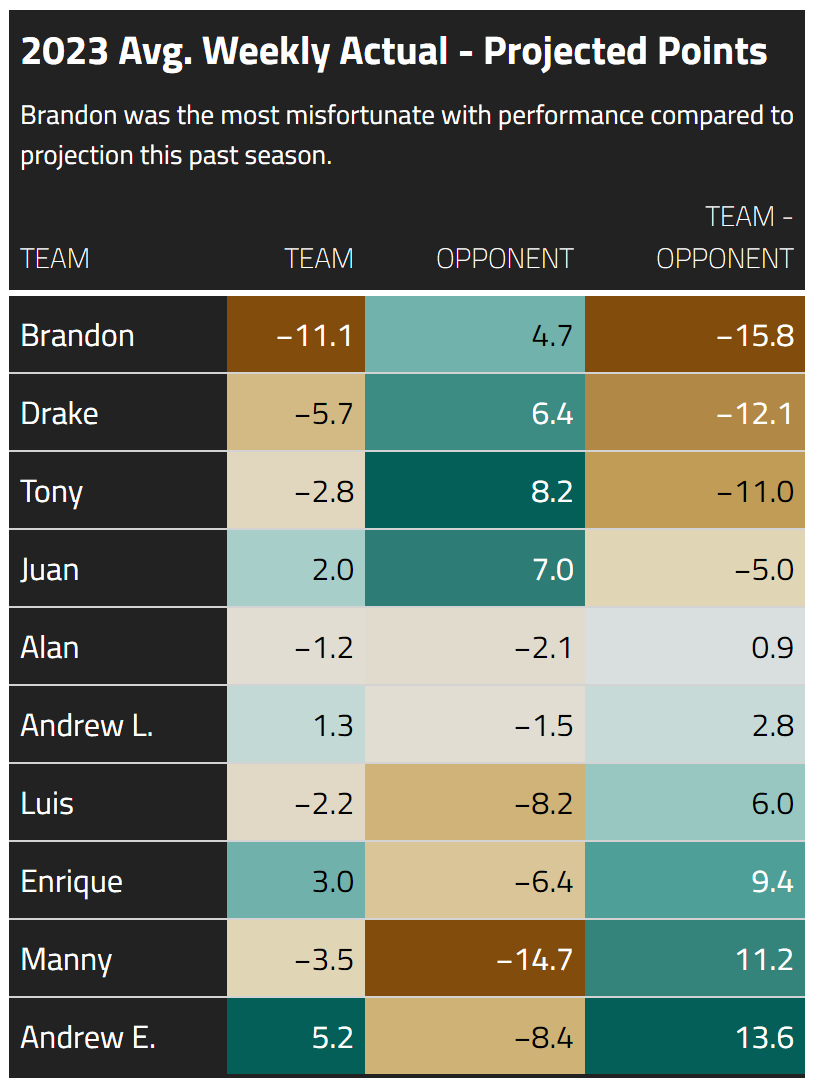 2023 Avg. Weekly Actual - Projected Points
Brandon was the most misfortunate with performance compared to
projection this past season.
TEAM TEAM OPPONENT TEAM -
OPPONENT
Brandon −11.1 4.7 −15.8
Drake −5.7 6.4 −12.1
Tony −2.8 8.2 −11.0
Juan 2.0 7.0 −5.0
Alan −1.2 −2.1 0.9
Andrew L. 1.3 −1.5 2.8
Luis −2.2 −8.2 6.0
Enrique 3.0 −6.4 9.4
Manny −3.5 −14.7 11.2
Andrew E. 5.2 −8.4 13.6